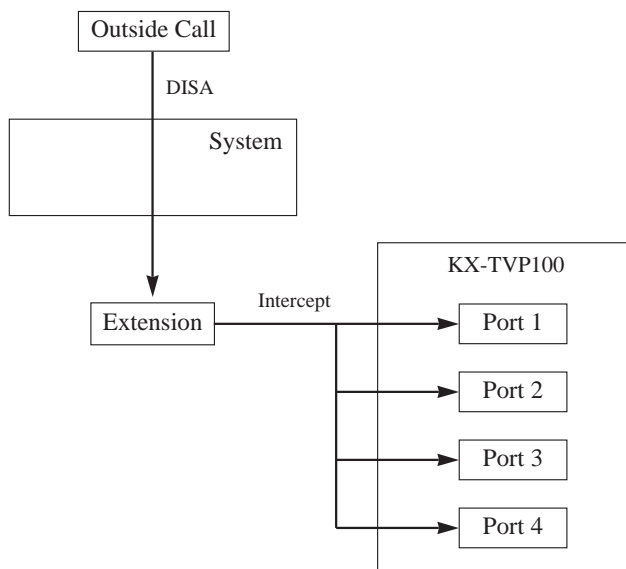 Outside Call
DISA
System
KX-TVP100
Extension
Intercept
Port 1
Port 2
Port 3
Port 4